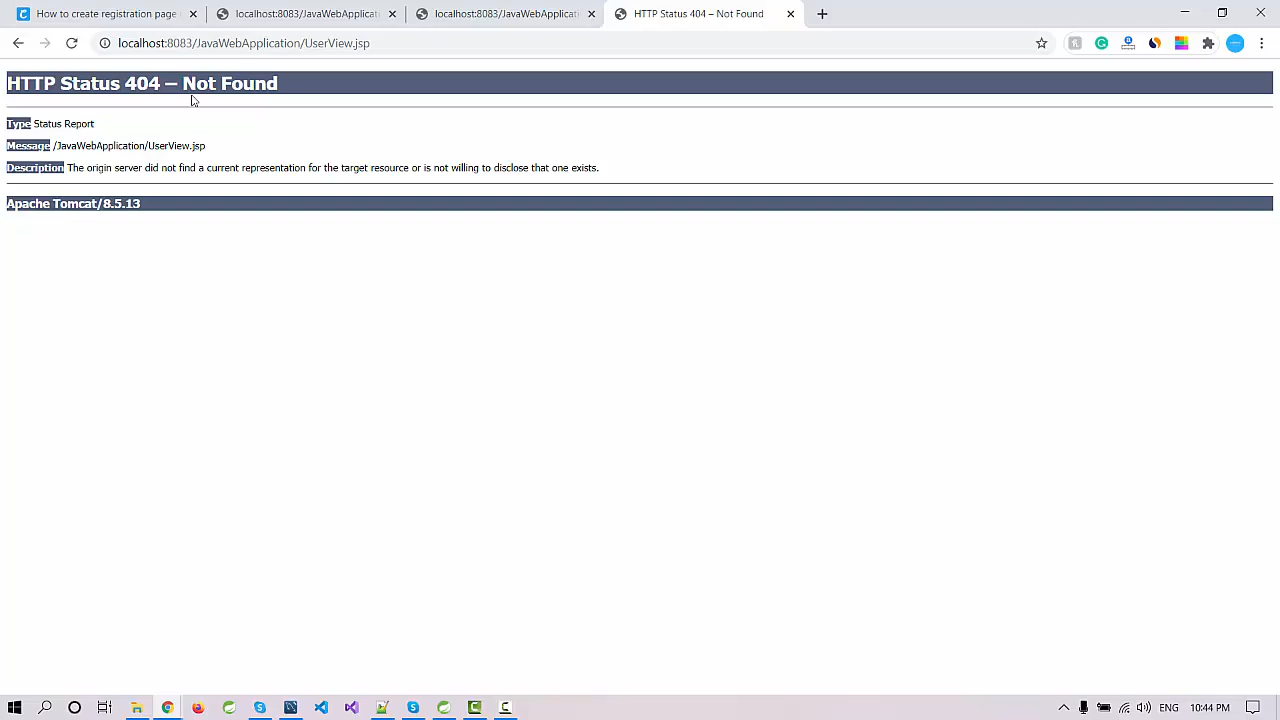 How to create registration page
localhost:8083/JavaWebApplicati
localhost:8083/JavaWebApplicati
HTTP Status 404 – Not Found
localhost:8083/JavaWebApplication/UserView.jsp
HTTP Status 404 – Not Found
Type Status Report
Message /JavaWebApplication/UserView.jsp
Description The origin server did not find a current representation for the target resource or is not willing to disclose that one exists.
Apache Tomcat/8.5.13
ENG
10:44 PM